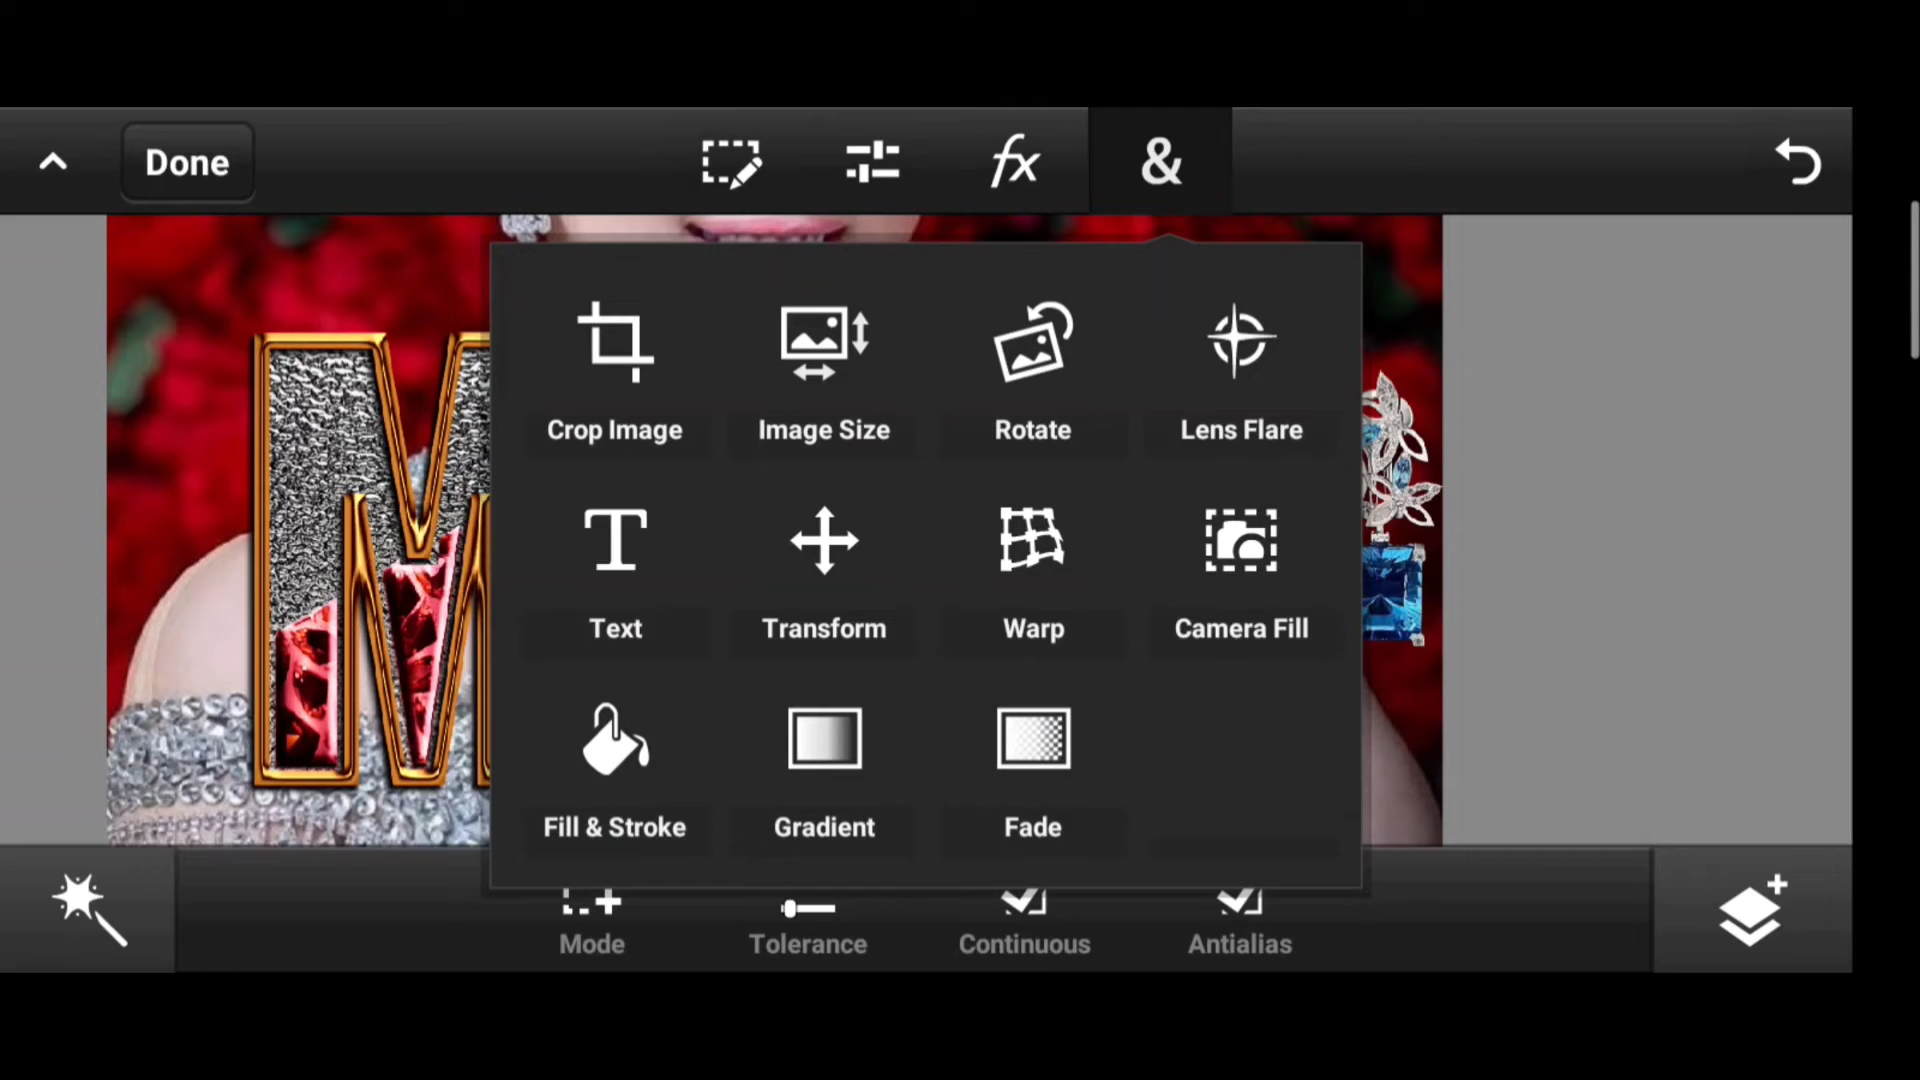 Done fx &
Crop Image Image Size Rotate Lens Flare
T
Text Transform Warp Camera Fill
Fill & Stroke Gradient Fade
M
Mode Tolerance Continuous Antialias